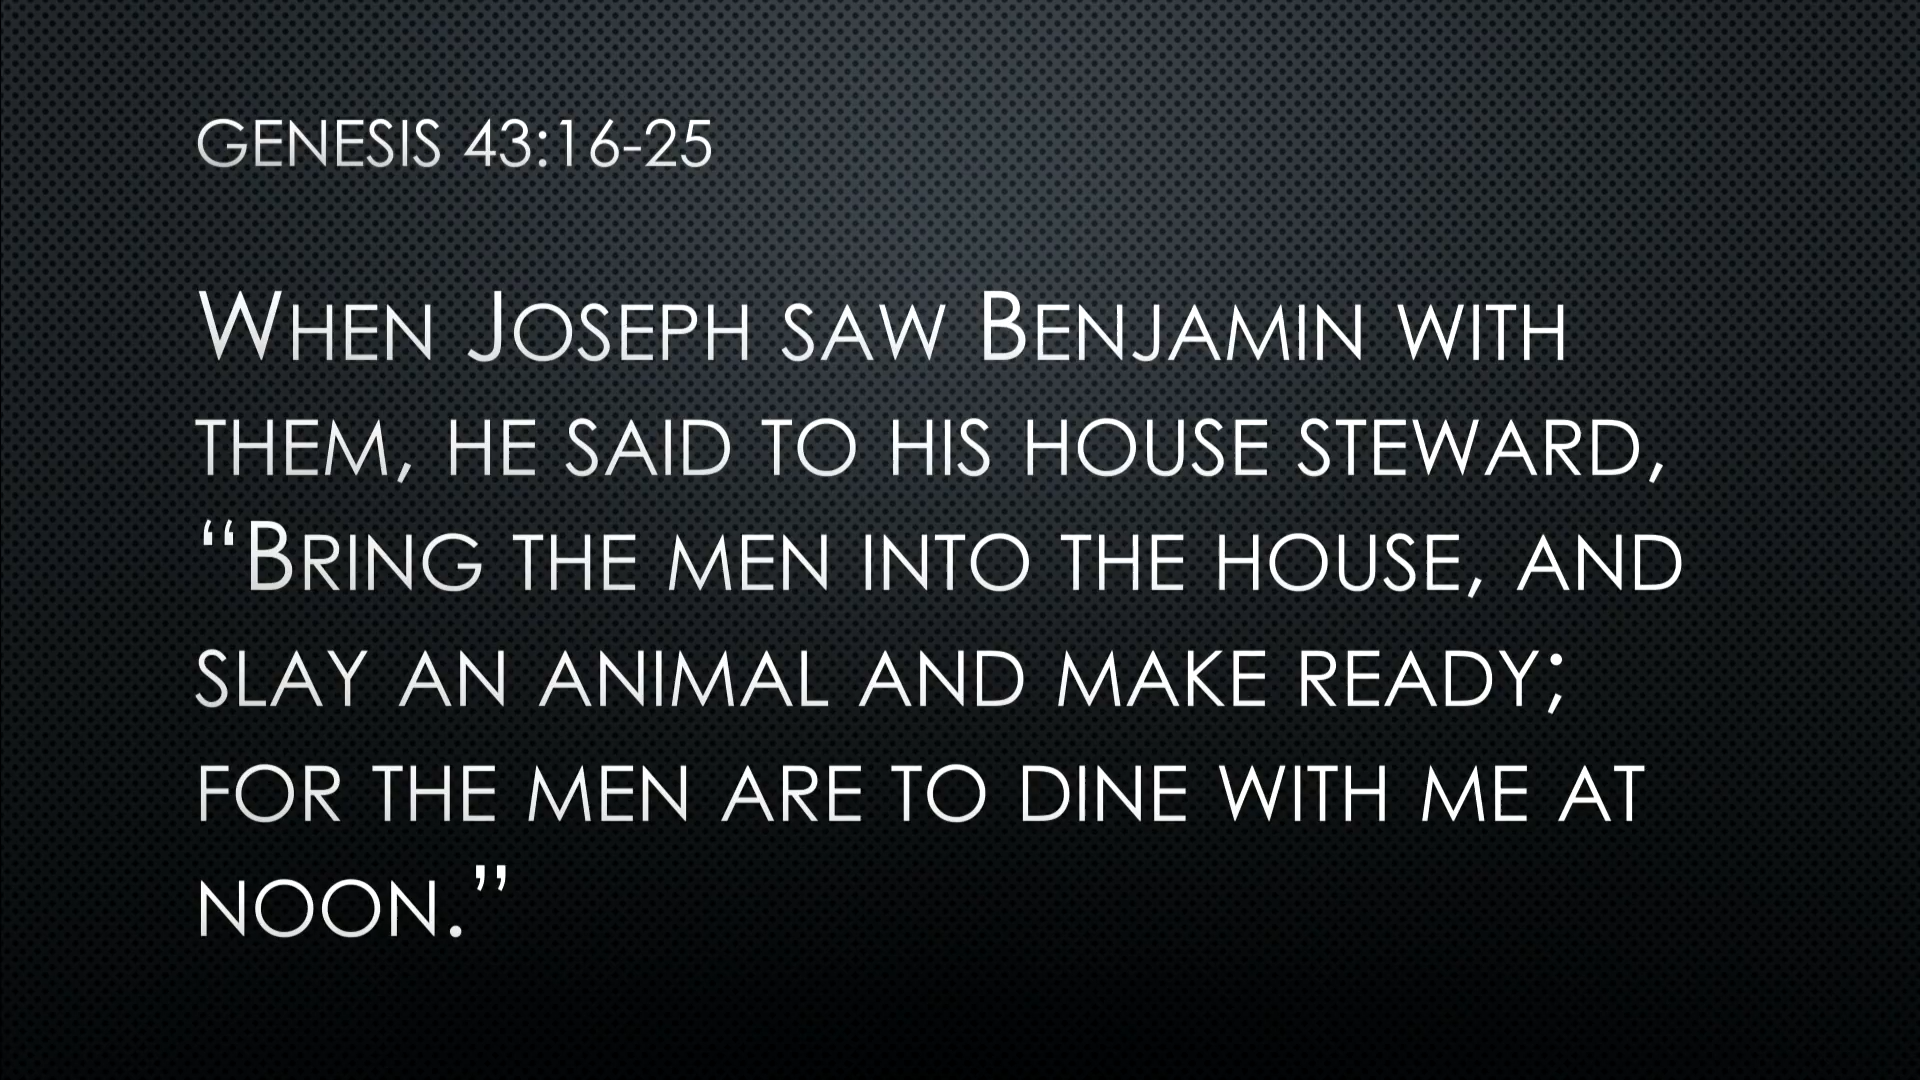 GENESIS 43:16-25
When Joseph saw Benjamin with
them, he said to his house steward,
“Bring the men into the house, and
slay an animal and make ready;
for the men are to dine with me at
noon.”